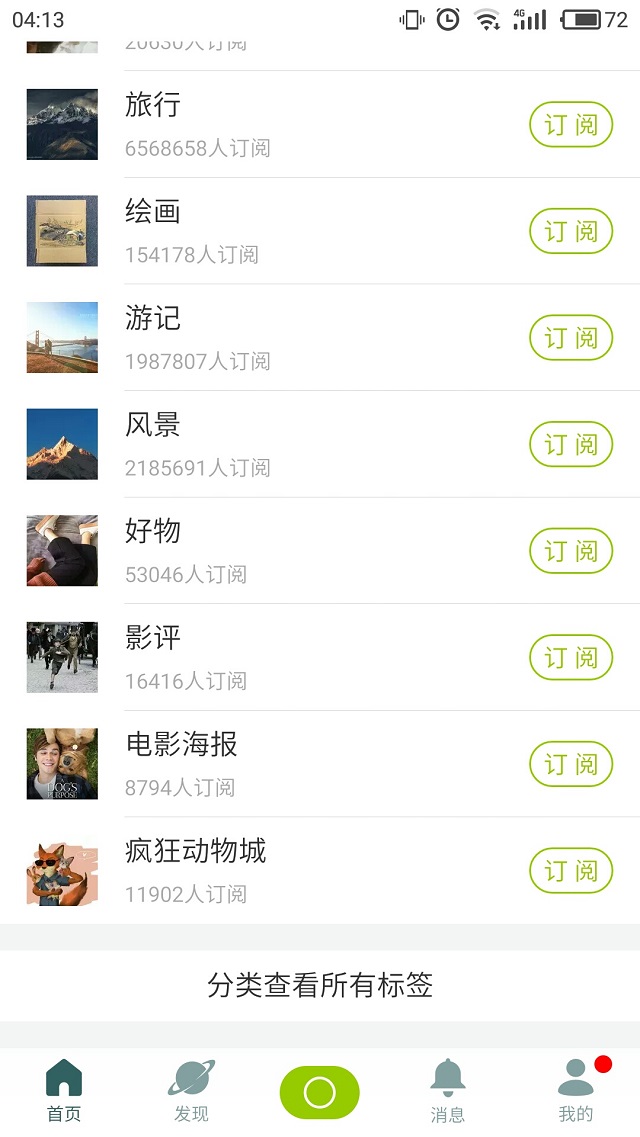 04:13
4G
72
20630人订阅
旅行
6568658人订阅
订阅
绘画
154178人订阅
订阅
游记
1987807人订阅
订阅
风景
2185691人订阅
订阅
好物
53046人订阅
订阅
影评
16416人订阅
订阅
电影海报
8794人订阅
订阅
A DOG'S
PURPOSE
疯狂动物城
11902人订阅
订阅
分类查看所有标签
首页
发现
消息
我的